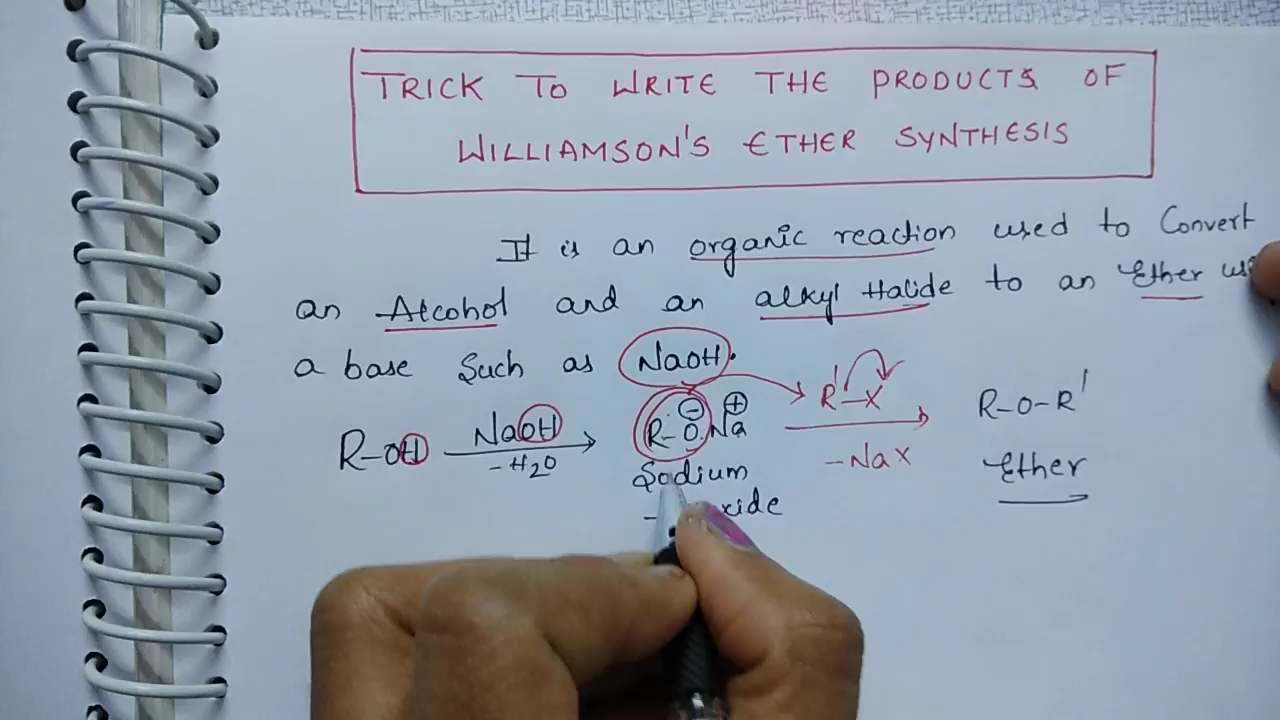 TRICK TO WRITE THE PRODUCTS OF
WILLIAMSON'S ETHER SYNTHESIS
It is an organic reaction used to Convert
an Alcohol and an alkyl Halide to an Ether
a base Such as NaOH.
R-OH NaOH -H2O R-O⊖ Na⊕ R'-X -NaX R-O-R'
Sodium Ether